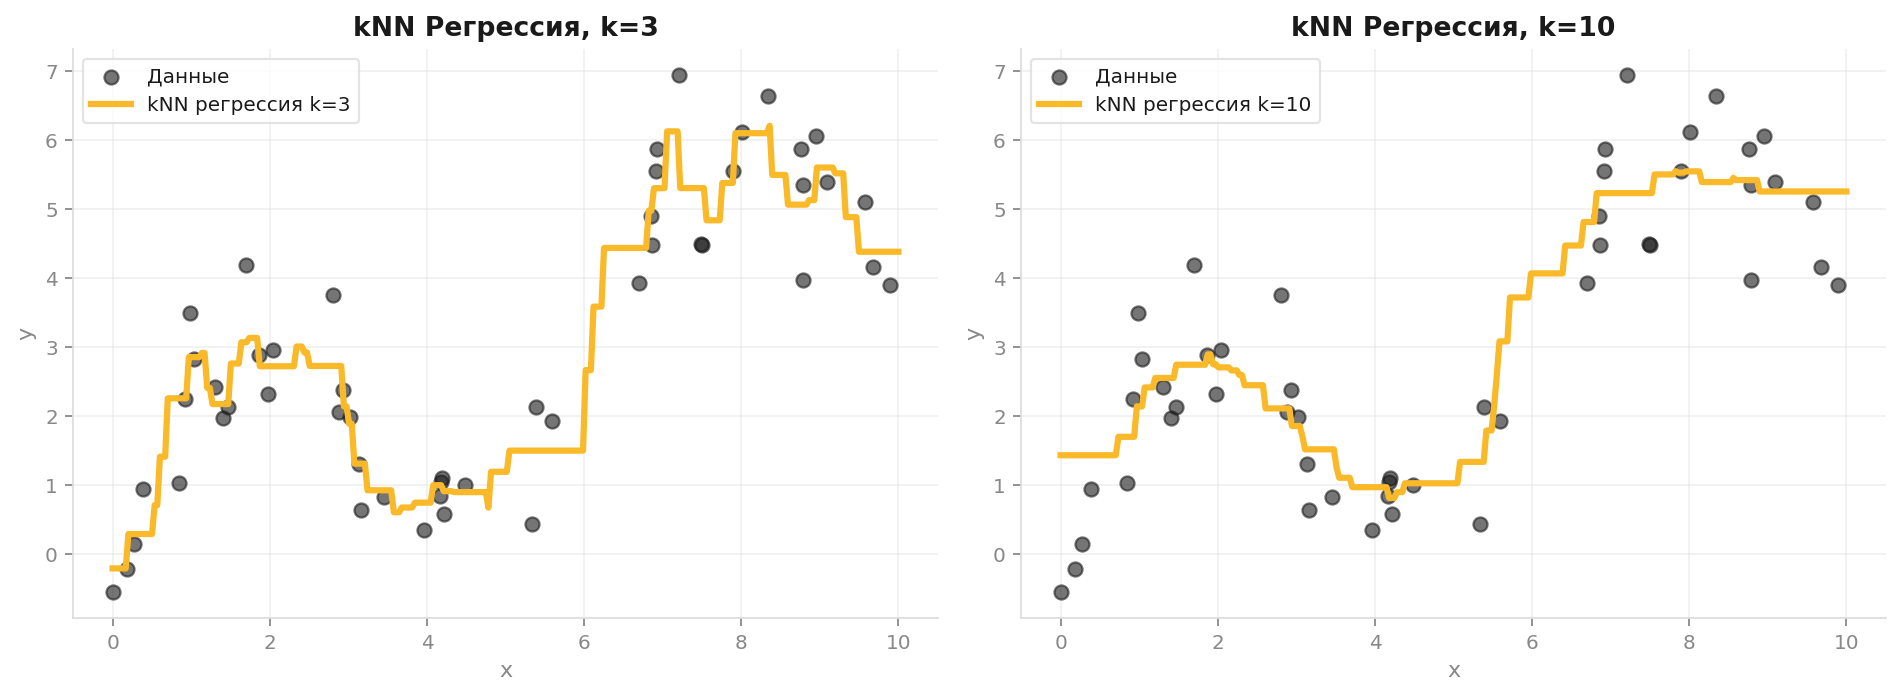 kNN Регрессия, k=3
Данные
kNN регрессия k=3
7
6
5
4
3
2
1
0
y
0 2 4 6 8 10
x
kNN Регрессия, k=10
Данные
kNN регрессия k=10
7
6
5
4
3
2
1
0
y
0 2 4 6 8 10
x